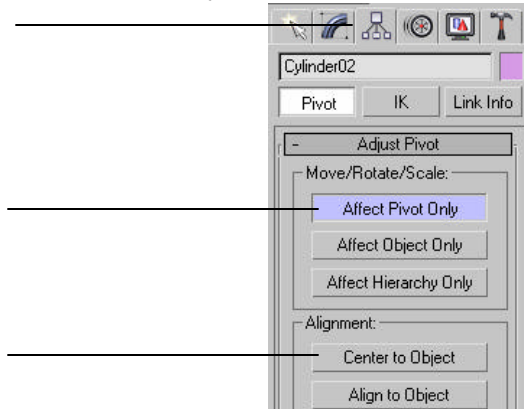 Cylinder02
Pivot IK Link Info
- Adjust Pivot
Move/Rotate/Scale:
Affect Pivot Only
Affect Object Only
Affect Hierarchy Only
Alignment:
Center to Object
Align to Object